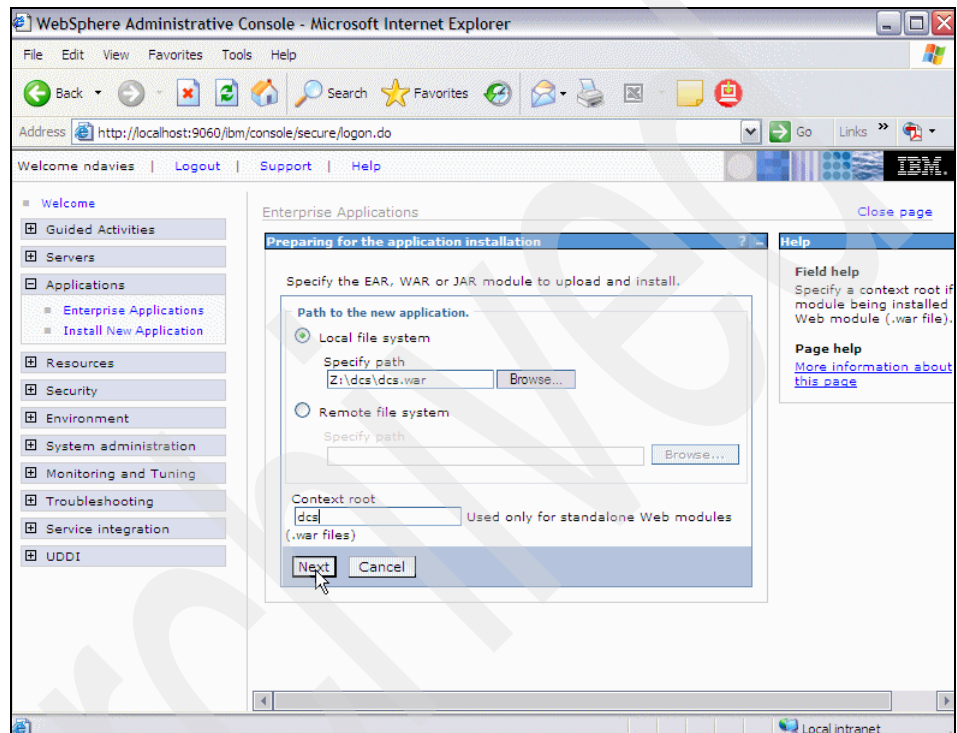 WebSphere Administrative Console - Microsoft Internet Explorer
File Edit View Favorites Tools Help
Back Search Favorites
Address http://localhost:9060/ibm/console/secure/logon.do Go Links »
Welcome ndavies | Logout | Support | Help
IBM.
Welcome
Guided Activities
Servers
Applications
Enterprise Applications
Install New Application
Resources
Security
Environment
System administration
Monitoring and Tuning
Troubleshooting
Service integration
UDDI
Enterprise Applications Close page
Preparing for the application installation ? -
Specify the EAR, WAR or JAR module to upload and install.
Path to the new application.
Local file system
Specify path
Z:\dcs\dcs.war Browse...
Remote file system
Specify path
Browse...
Context root
dcs Used only for standalone Web modules
(.war files)
Next Cancel
Help
Field help
Specify a context root if
module being installed
Web module (.war file).
Page help
More information about
this page
Local intranet